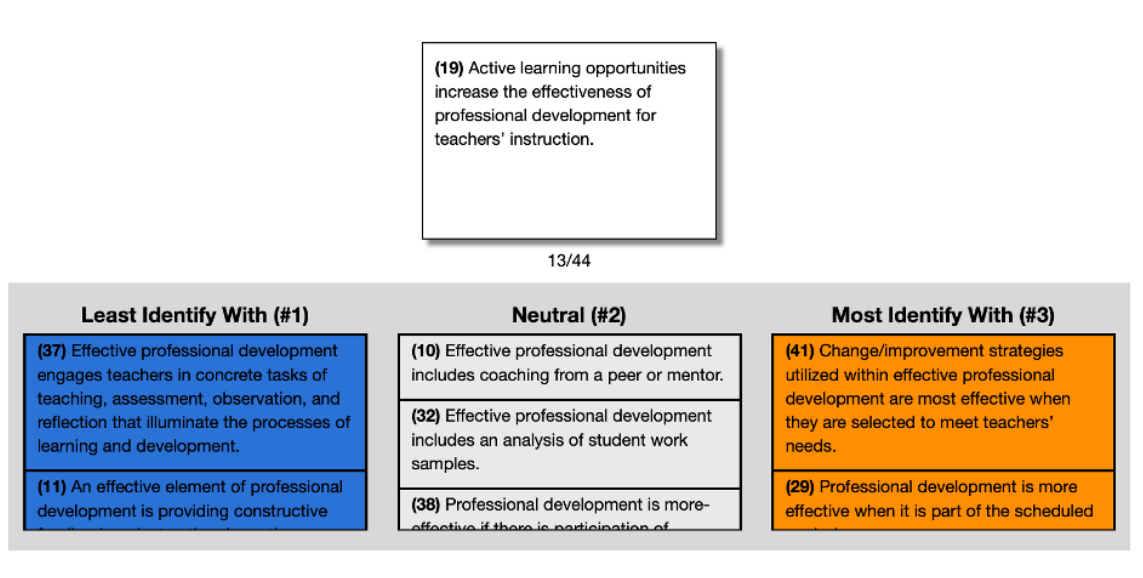 (19) Active learning opportunities
increase the effectiveness of
professional development for
teachers' instruction.
13/44
Least Identify With (#1)
(37) Effective professional development
engages teachers in concrete tasks of
teaching, assessment, observation, and
reflection that illuminate the processes of
learning and development.
(11) An effective element of professional
development is providing constructive
Neutral (#2)
(10) Effective professional development
includes coaching from a peer or mentor.
(32) Effective professional development
includes an analysis of student work
samples.
(38) Professional development is more-
effective if there is participation of
Most Identify With (#3)
(41) Change/improvement strategies
utilized within effective professional
development are most effective when
they are selected to meet teachers'
needs.
(29) Professional development is more
effective when it is part of the scheduled